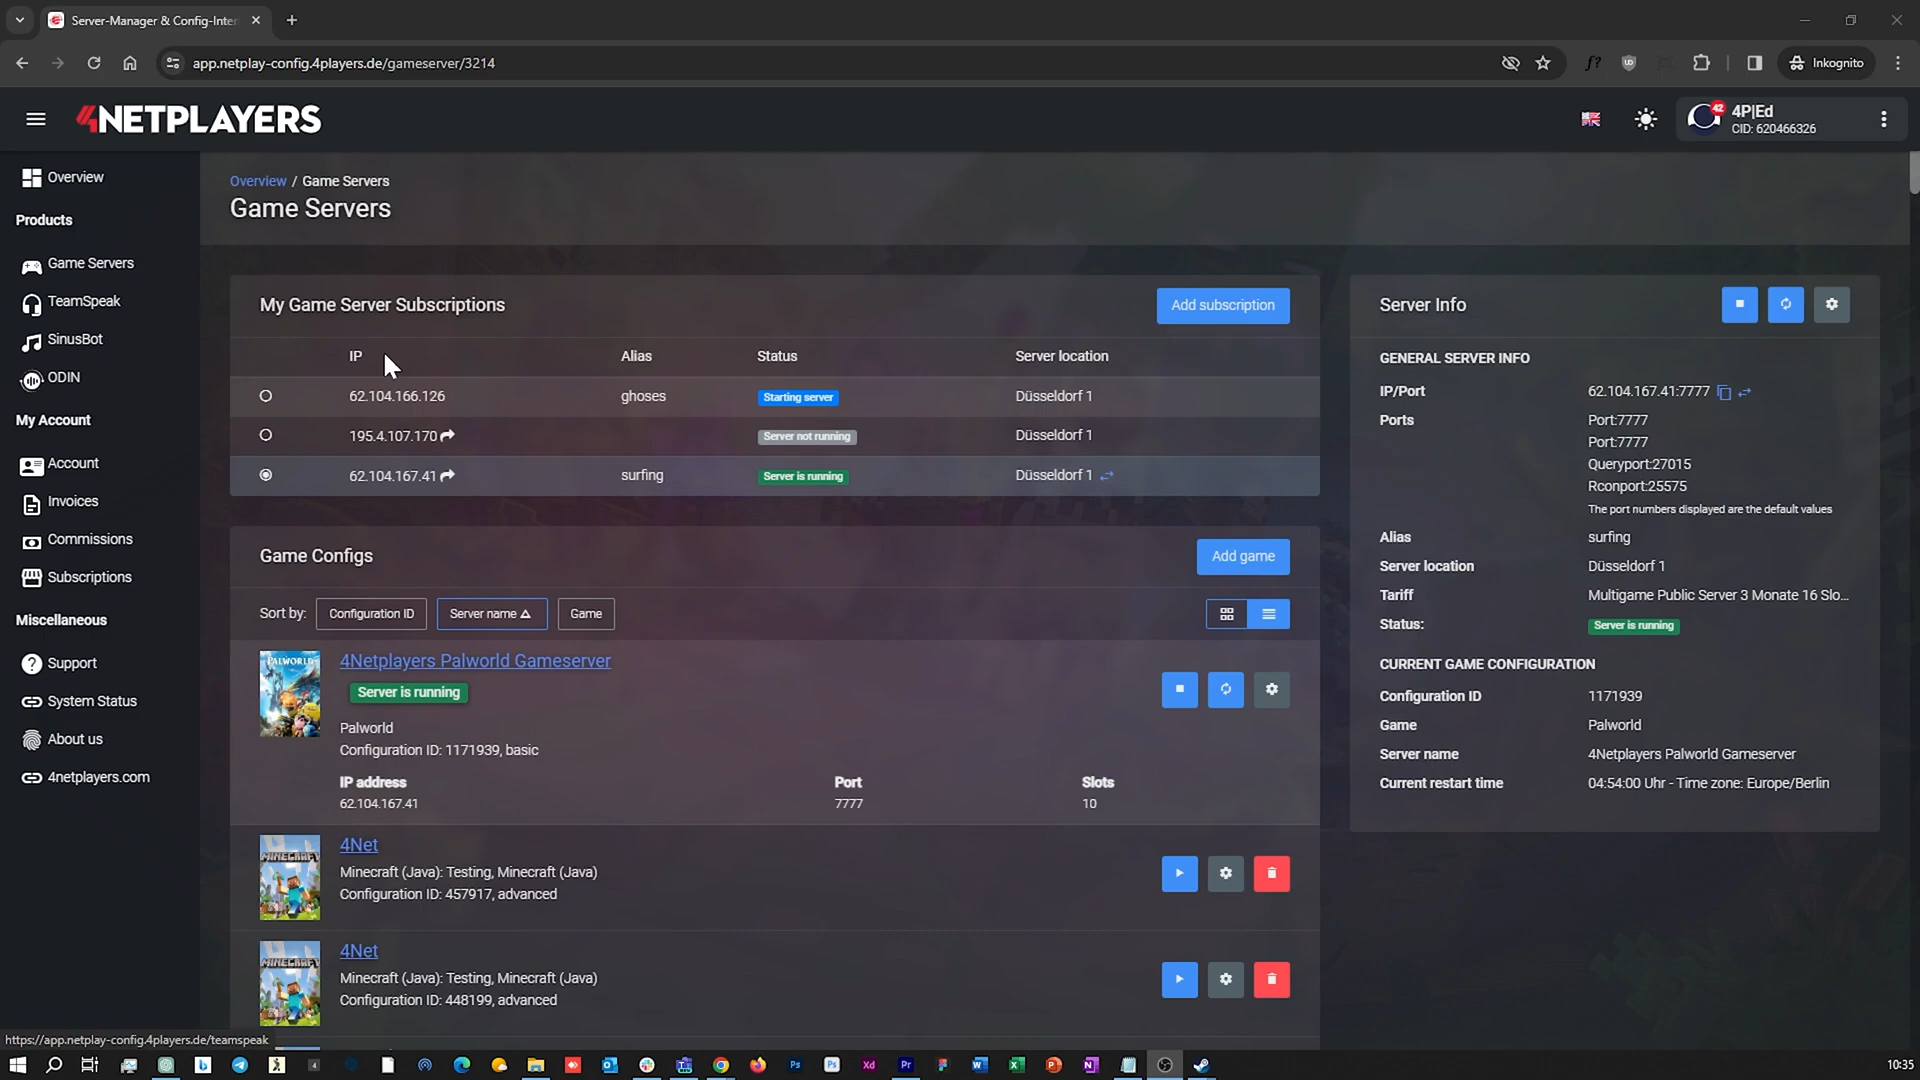 Server-Manager & Config-Inter
app.netplay-config.4players.de/gameserver/3214
Inkognito
4NETPLAYERS
42
4P|Ed
CID: 620466326
Overview
Products
Game Servers
TeamSpeak
SinusBot
ODIN
My Account
Account
Invoices
Commissions
Subscriptions
Miscellaneous
Support
System Status
About us
4netplayers.com
Overview / Game Servers
Game Servers
My Game Server Subscriptions
Add subscription
IP Alias Status Server location
62.104.166.126 ghoses Starting server Düsseldorf 1
195.4.107.170 Server not running Düsseldorf 1
62.104.167.41 surfing Server is running Düsseldorf 1
Game Configs
Add game
Sort by: Configuration ID Server name Game
PALWORLD
4Netplayers Palworld Gameserver
Server is running
Palworld
Configuration ID: 1171939, basic
IP address Port Slots
62.104.167.41 7777 10
MINECRAFT
4Net
Minecraft (Java): Testing, Minecraft (Java)
Configuration ID: 457917, advanced
MINECRAFT
4Net
Minecraft (Java): Testing, Minecraft (Java)
Configuration ID: 448199, advanced
Server Info
GENERAL SERVER INFO
IP/Port 62.104.167.41:7777
Ports Port:7777
Port:7777
Queryport:27015
Rconport:25575
The port numbers displayed are the default values
Alias surfing
Server location Düsseldorf 1
Tariff Multigame Public Server 3 Monate 16 Slo...
Status: Server is running
CURRENT GAME CONFIGURATION
Configuration ID 1171939
Game Palworld
Server name 4Netplayers Palworld Gameserver
Current restart time 04:54:00 Uhr - Time zone: Europe/Berlin
https://app.netplay-config.4players.de/teamspeak
10:35